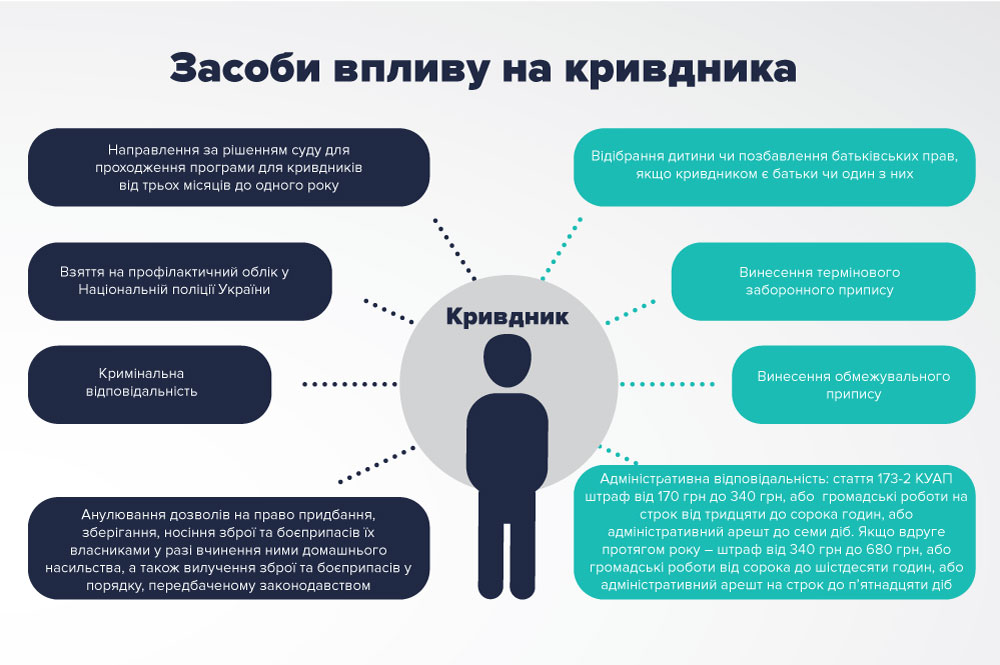 Засоби впливу на кривдника
Направлення за рішенням суду для
проходження програми для кривдників
від трьох місяців до одного року
Взяття на профілактичний облік у
Національній поліції України
Кримінальна
відповідальність
Анулювання дозволів на право придбання,
зберігання, носіння зброї та боєприпасів їх
власниками у разі вчинення ними домашнього
насильства, а також вилучення зброї та боєприпасів у
порядку, передбаченому законодавством
Кривдник
Відібрання дитини чи позбавлення батьківських прав,
якщо кривдником є батьки чи один з них
Винесення термінового
заборонного припису
Винесення обмежувального
припису
Адміністративна відповідальність: стаття 173-2 КУАП
штраф від 170 грн до 340 грн, або громадські роботи на
строк від тридцяти до сорока годин, або
адміністративний арешт до семи діб. Якщо вдруге
протягом року – штраф від 340 грн до 680 грн, або
громадські роботи від сорока до шістдесяти годин, або
адміністративний арешт на строк до п’ятнадцяти діб